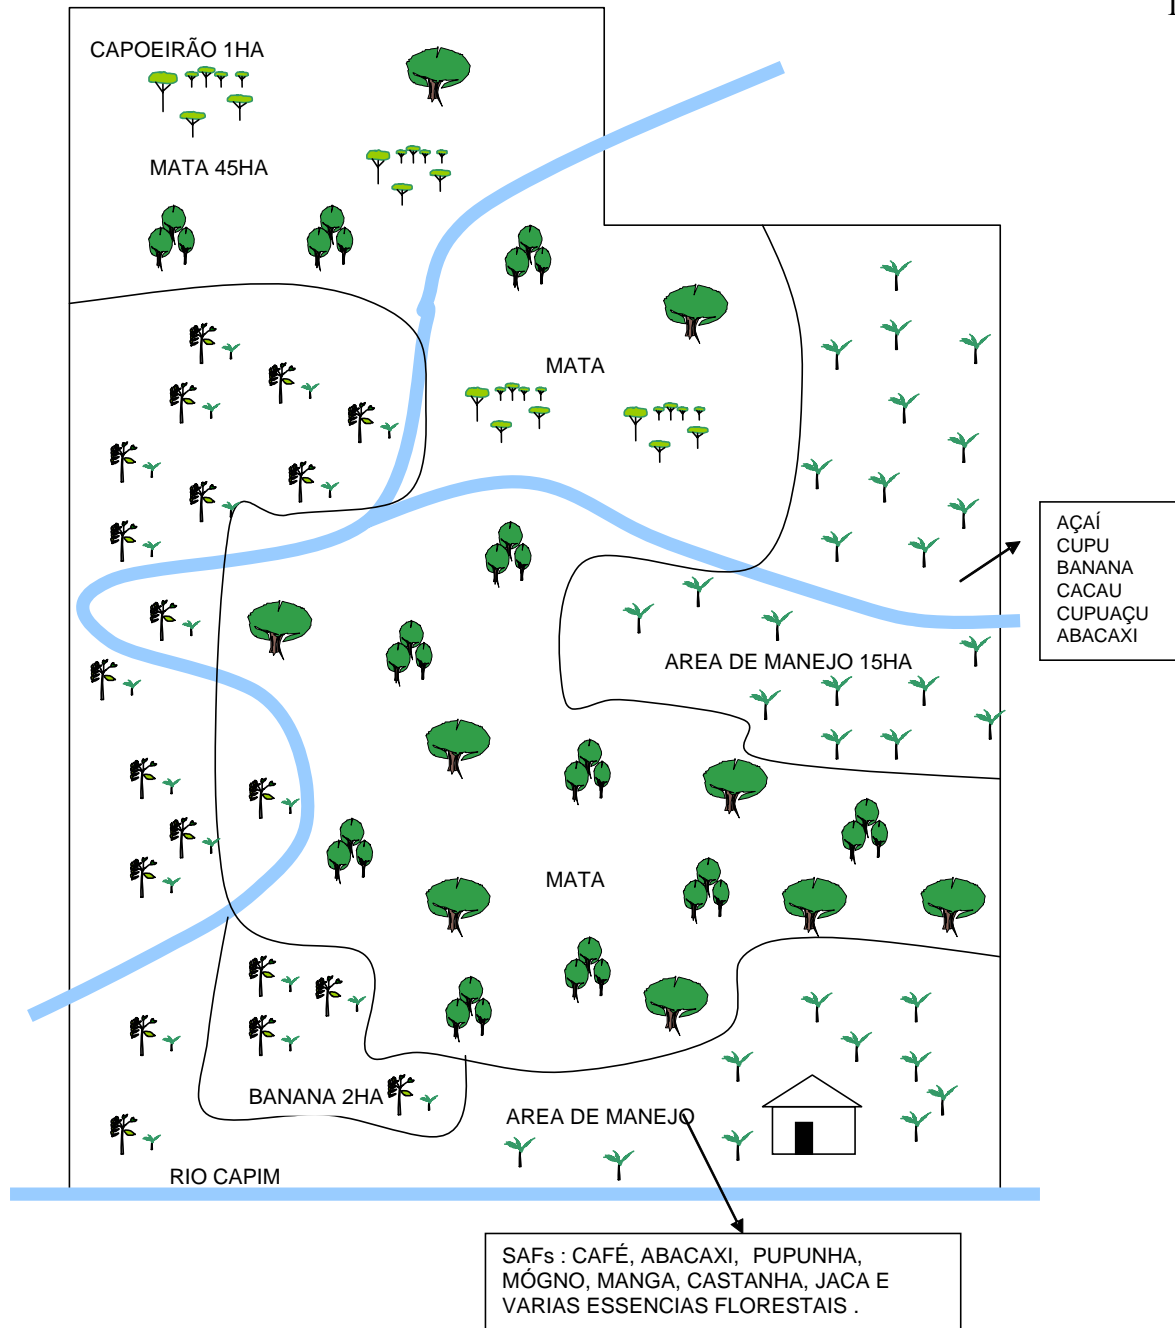 CAPOEIRÃO 1HA
MATA 45HA
MATA
AÇAÍ
CUPU
BANANA
CACAU
CUPUAÇU
ABACAXI
AREA DE MANEJO 15HA
MATA
BANANA 2HA
AREA DE MANEJO
RIO CAPIM
SAFs : CAFÉ, ABACAXI, PUPUNHA,
MÓGNO, MANGA, CASTANHA, JACA E
VARIAS ESSENCIAS FLORESTAIS .